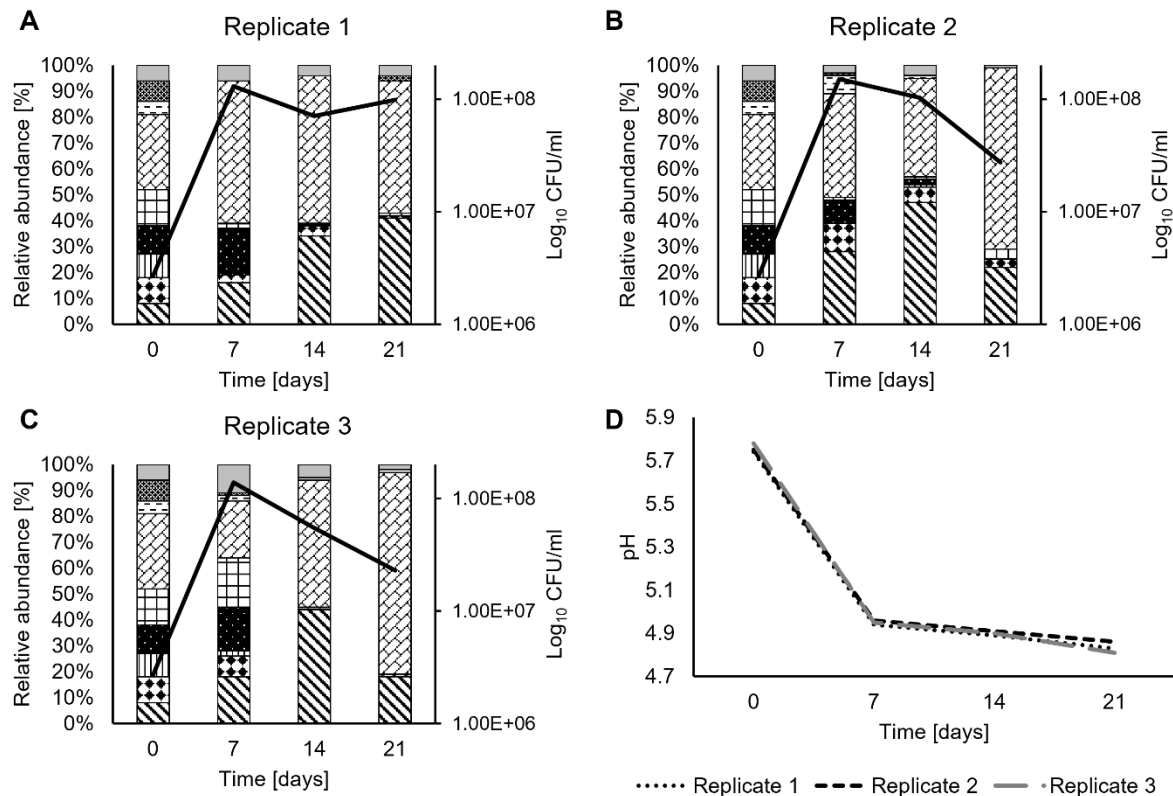 A
Replicate 1
Relative abundance [%]
100%
90%
80%
70%
60%
50%
40%
30%
20%
10%
0%
1.00E+08
1.00E+07
1.00E+06
Log10 CFU/ml
0 7 14 21
Time [days]
B
Replicate 2
Relative abundance [%]
100%
90%
80%
70%
60%
50%
40%
30%
20%
10%
0%
1.00E+08
1.00E+07
1.00E+06
Log10 CFU/ml
0 7 14 21
Time [days]
C
Replicate 3
Relative abundance [%]
100%
90%
80%
70%
60%
50%
40%
30%
20%
10%
0%
1.00E+08
1.00E+07
1.00E+06
Log10 CFU/ml
0 7 14 21
Time [days]
D
pH
5.9
5.7
5.5
5.3
5.1
4.9
4.7
0 7 14 21
Time [days]
Replicate 1 Replicate 2 Replicate 3